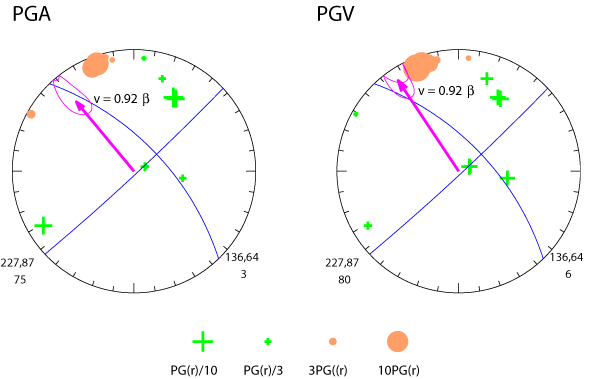 PGA
PGV
v = 0.92 β
v = 0.92 β
227,87
75
136,64
3
227,87
80
136,64
6
PG(r)/10
PG(r)/3
3PG((r)
10PG(r)